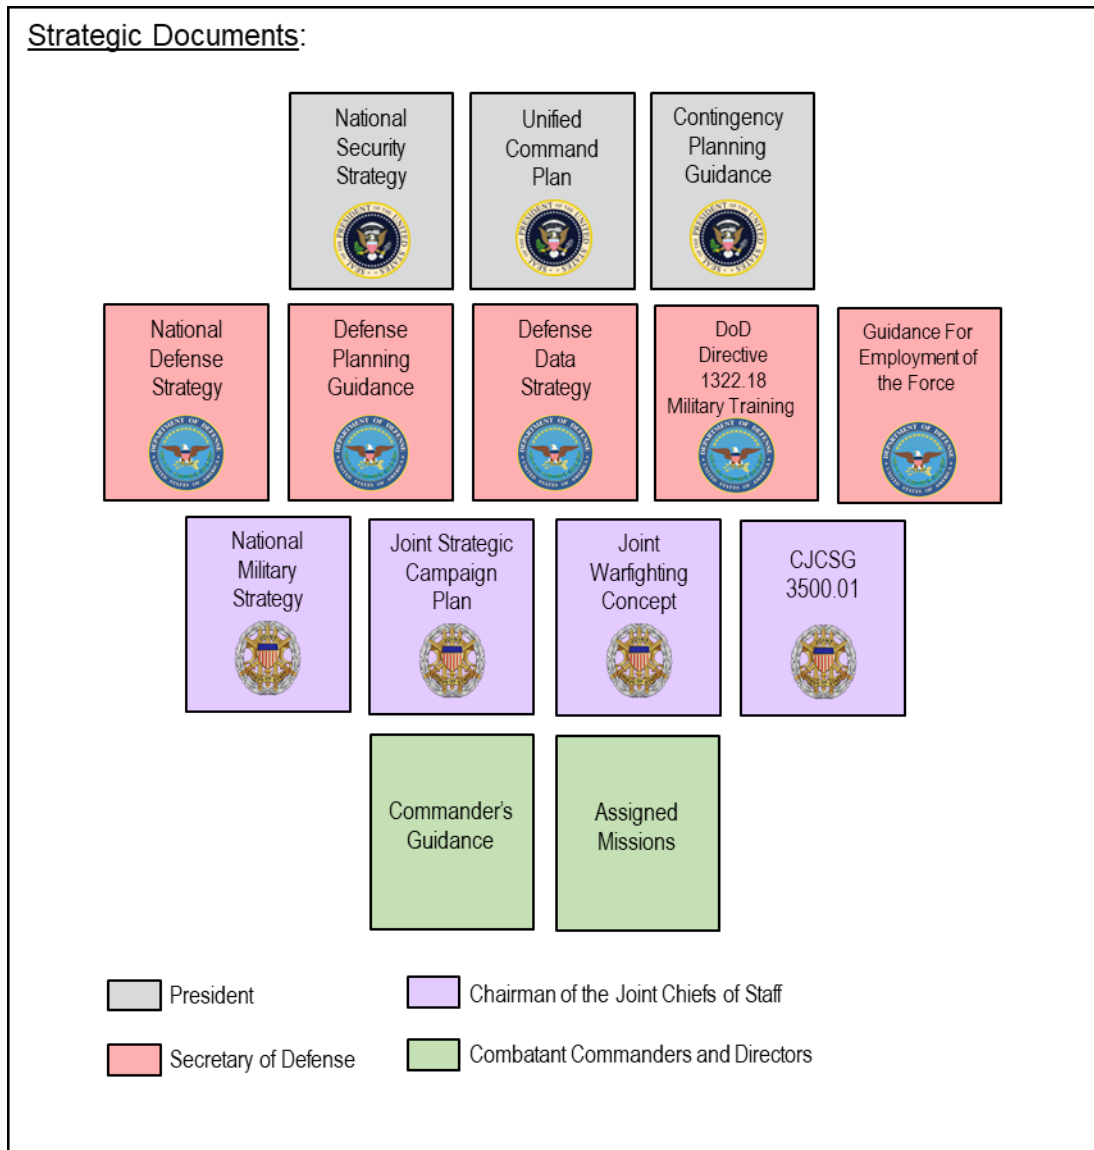 Strategic Documents:
National
Security
Strategy
Unified
Command
Plan
Contingency
Planning
Guidance
National
Defense
Strategy
Defense
Planning
Guidance
Defense
Data
Strategy
DoD
Directive
1322.18
Military Training
Guidance For
Employment of
the Force
National
Military
Strategy
Joint Strategic
Campaign
Plan
Joint
Warfighting
Concept
CJCSG
3500.01
Commander's
Guidance
Assigned
Missions
President
Chairman of the Joint Chiefs of Staff
Secretary of Defense
Combatant Commanders and Directors